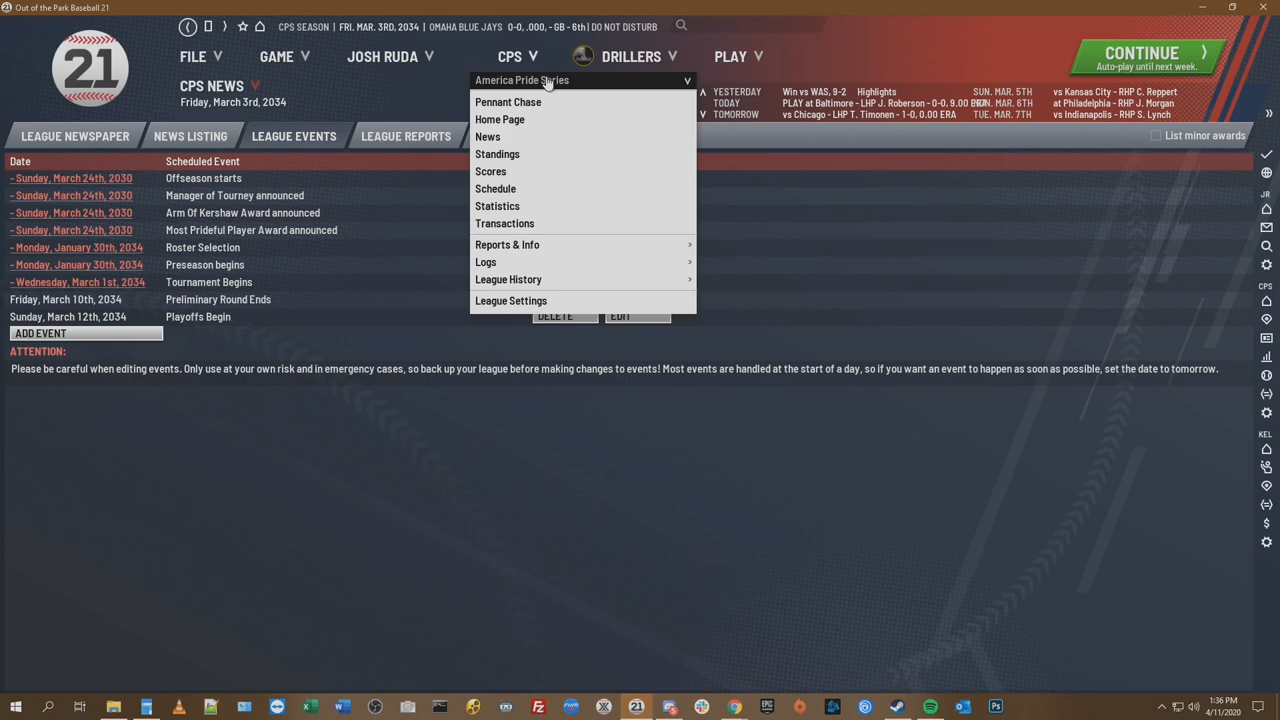 Out of the Park Baseball 21
CPS SEASON | FRI. MAR. 3RD, 2034 | OMAHA BLUE JAYS 0-0, .000, - GB - 6th | DO NOT DISTURB
21
FILE
GAME
JOSH RUDA
CPS
DRILLERS
PLAY
CONTINUE
Auto-play until next week.
CPS NEWS
Friday, March 3rd, 2034
YESTERDAY Win vs WAS, 9-2 Highlights SUN. MAR. 5TH vs Kansas City - RHP C. Reppert
TODAY PLAY at Baltimore - LHP J. Roberson - 0-0, 9.00 MON. MAR. 6TH at Philadelphia - RHP J. Morgan
TOMORROW vs Chicago - LHP T. Timonen - 1-0, 0.00 ERA TUE. MAR. 7TH vs Indianapolis - RHP S. Lynch
LEAGUE NEWSPAPER
NEWS LISTING
LEAGUE EVENTS
LEAGUE REPORTS
List minor awards
America Pride Series
Pennant Chase
Home Page
News
Standings
Scores
Schedule
Statistics
Transactions
Reports & Info
Logs
League History
League Settings
Date Scheduled Event
- Sunday, March 24th, 2030 Offseason starts
- Sunday, March 24th, 2030 Manager of Tourney announced
- Sunday, March 24th, 2030 Arm Of Kershaw Award announced
- Sunday, March 24th, 2030 Most Prideful Player Award announced
- Monday, January 30th, 2034 Roster Selection
- Monday, January 30th, 2034 Preseason begins
- Wednesday, March 1st, 2034 Tournament Begins
Friday, March 10th, 2034 Preliminary Round Ends
Sunday, March 12th, 2034 Playoffs Begin
DELETE
EDIT
ADD EVENT
ATTENTION:
Please be careful when editing events. Only use at your own risk and in emergency cases, so back up your league before making changes to events! Most events are handled at the start of a day, so if you want an event to happen as soon as possible, set the date to tomorrow.
JR
CPS
KEL
1:36 PM
4/11/2020